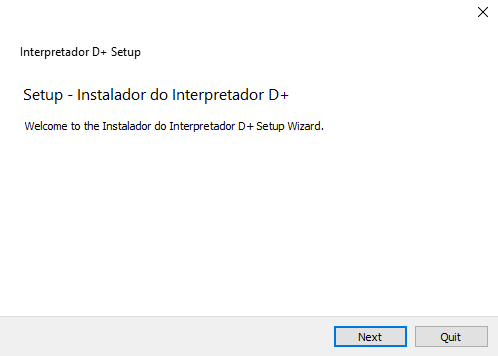 Interpretador D+ Setup
Setup - Instalador do Interpretador D+
Welcome to the Instalador do Interpretador D+ Setup Wizard.
Next
Quit